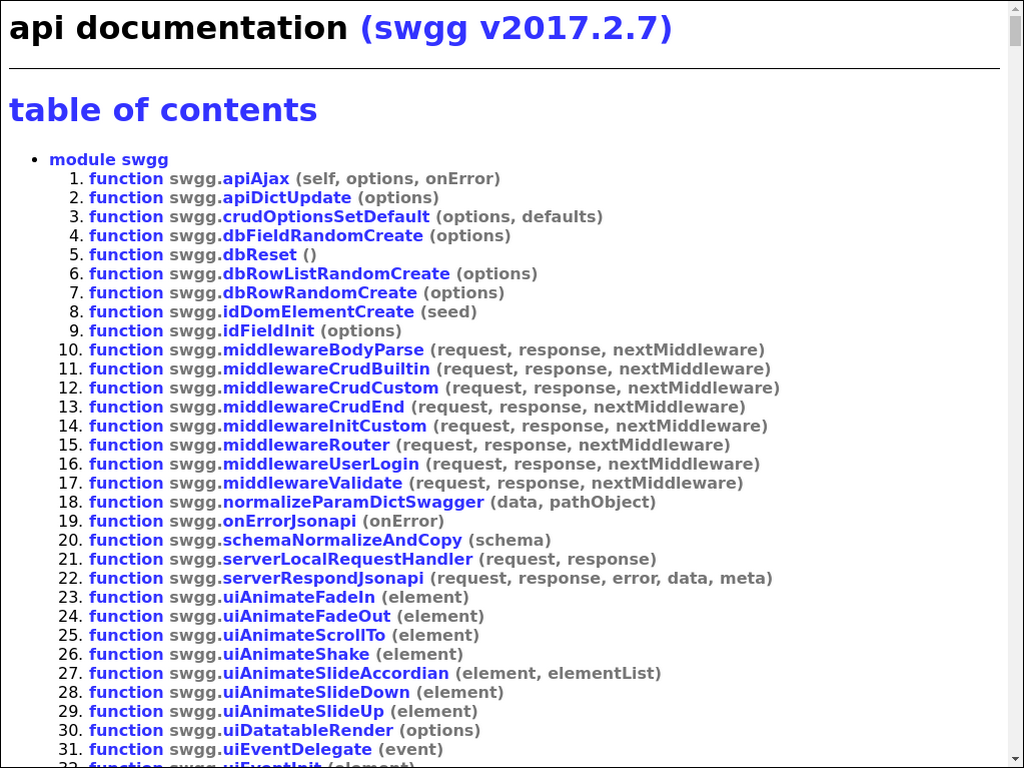 api documentation (swgg v2017.2.7)
table of contents
• module swgg
1. function swgg.apiAjax (self, options, onError)
2. function swgg.apiDictUpdate (options)
3. function swgg.crudOptionsSetDefault (options, defaults)
4. function swgg.dbFieldRandomCreate (options)
5. function swgg.dbReset ()
6. function swgg.dbRowListRandomCreate (options)
7. function swgg.dbRowRandomCreate (options)
8. function swgg.idDomElementCreate (seed)
9. function swgg.idFieldInit (options)
10. function swgg.middlewareBodyParse (request, response, nextMiddleware)
11. function swgg.middlewareCrudBuiltin (request, response, nextMiddleware)
12. function swgg.middlewareCrudCustom (request, response, nextMiddleware)
13. function swgg.middlewareCrudEnd (request, response, nextMiddleware)
14. function swgg.middlewareInitCustom (request, response, nextMiddleware)
15. function swgg.middlewareRouter (request, response, nextMiddleware)
16. function swgg.middlewareUserLogin (request, response, nextMiddleware)
17. function swgg.middlewareValidate (request, response, nextMiddleware)
18. function swgg.normalizeParamDictSwagger (data, pathObject)
19. function swgg.onErrorJsonapi (onError)
20. function swgg.schemaNormalizeAndCopy (schema)
21. function swgg.serverLocalRequestHandler (request, response)
22. function swgg.serverRespondJsonapi (request, response, error, data, meta)
23. function swgg.uiAnimateFadeIn (element)
24. function swgg.uiAnimateFadeOut (element)
25. function swgg.uiAnimateScrollTo (element)
26. function swgg.uiAnimateShake (element)
27. function swgg.uiAnimateSlideAccordian (element, elementList)
28. function swgg.uiAnimateSlideDown (element)
29. function swgg.uiAnimateSlideUp (element)
30. function swgg.uiDatatableRender (options)
31. function swgg.uiEventDelegate (event)
32. function swgg.uiEventInit (element)